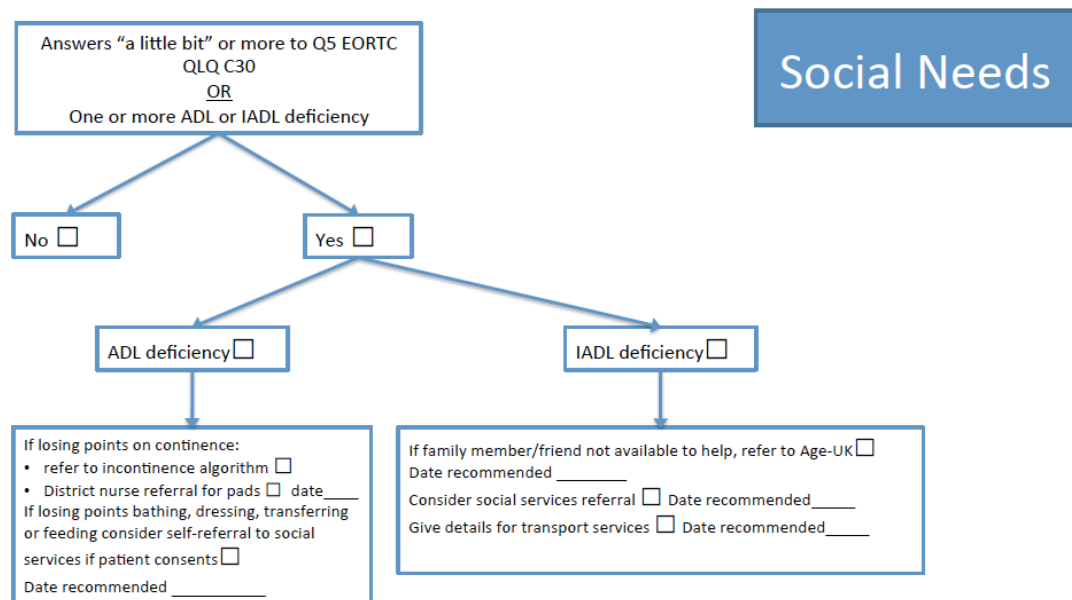 Answers “a little bit” or more to Q5 EORTC
QLQ C30
OR
One or more ADL or IADL deficiency
Social Needs
No ☐
Yes ☐
ADL deficiency ☐
IADL deficiency ☐
If losing points on continence:
• refer to incontinence algorithm ☐
• District nurse referral for pads ☐ date____
If losing points bathing, dressing, transferring
or feeding consider self-referral to social
services if patient consents ☐
Date recommended ___________
If family member/friend not available to help, refer to Age-UK ☐
Date recommended ________
Consider social services referral ☐ Date recommended_____
Give details for transport services ☐ Date recommended_____